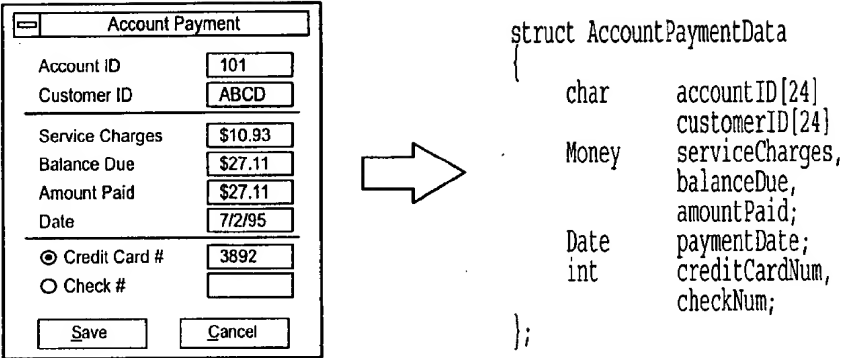 Account Payment
Account ID 101
Customer ID ABCD
Service Charges $10.93
Balance Due $27.11
Amount Paid $27.11
Date 7/2/95
Credit Card # 3892
Check #
Save Cancel
struct AccountPaymentData
{
char accountID[24]
customerID[24]
Money serviceCharges,
balanceDue,
amountPaid;
Date paymentDate;
int creditCardNum,
checkNum;
};